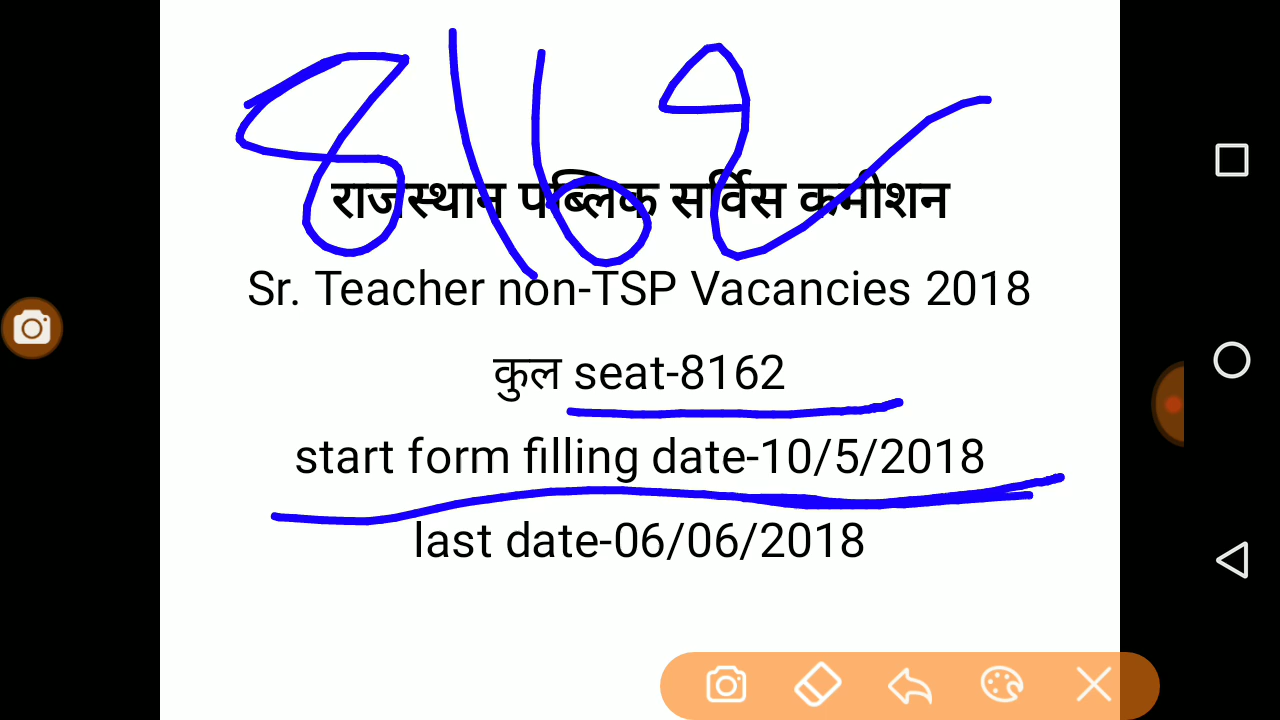 8162
राजस्थान पब्लिक सर्विस कमीशन
Sr. Teacher non-TSP Vacancies 2018
कुल seat-8162
start form filling date-10/5/2018
last date-06/06/2018